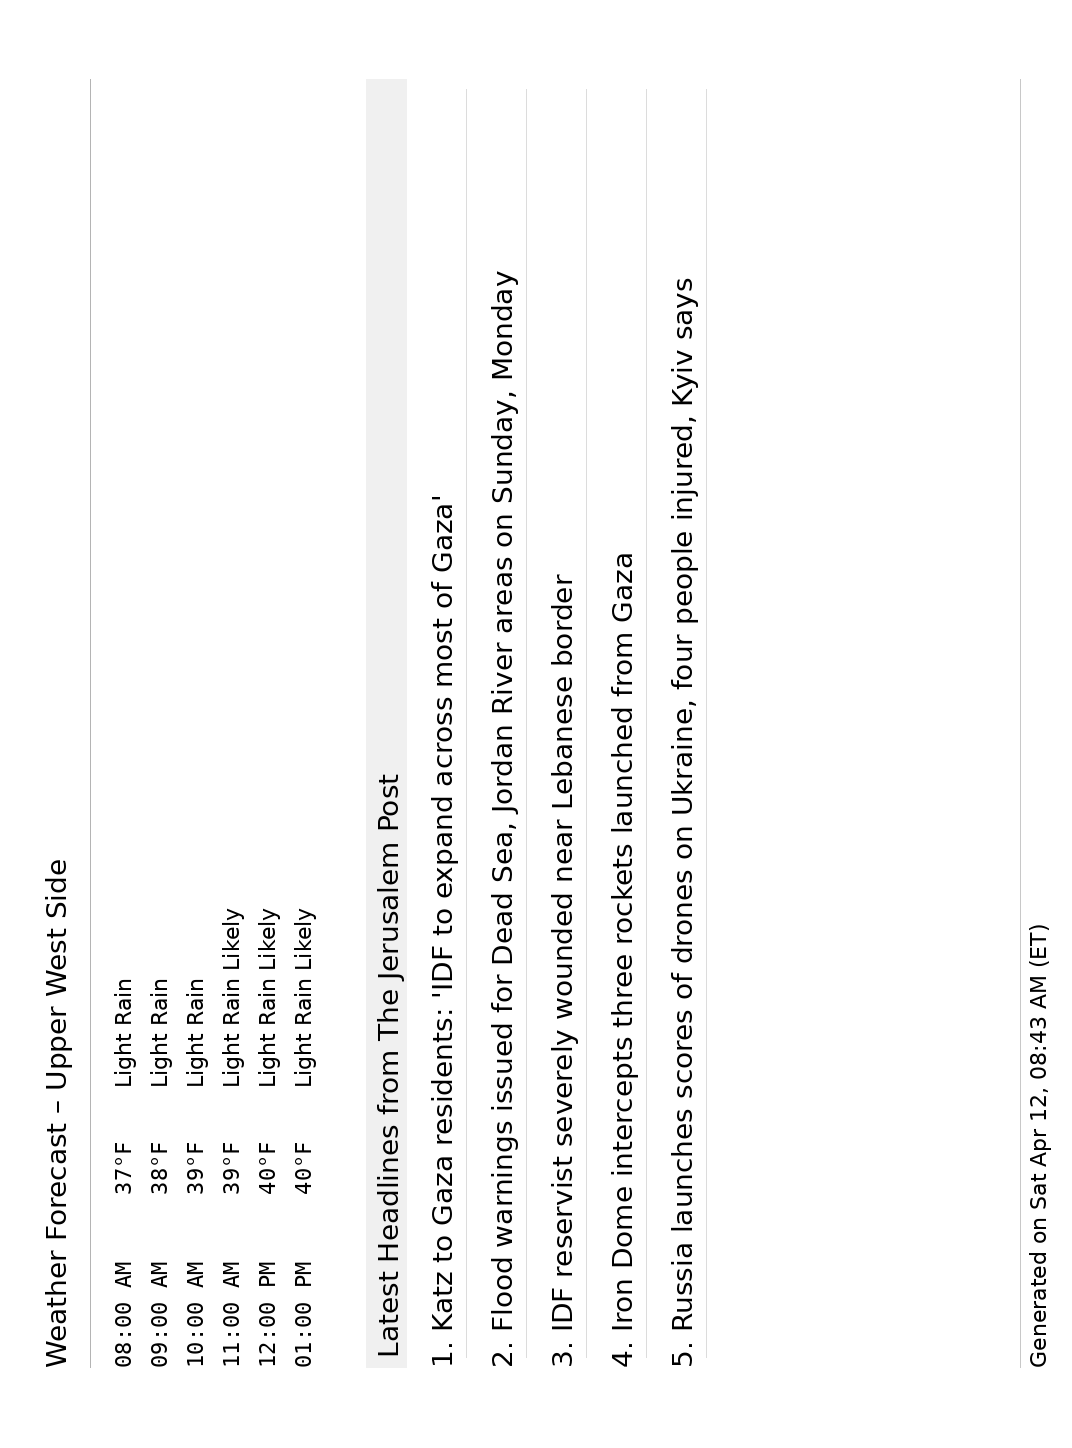 Weather Forecast – Upper West Side
08:00 AM 37°F Light Rain
09:00 AM 38°F Light Rain
10:00 AM 39°F Light Rain
11:00 AM 39°F Light Rain Likely
12:00 PM 40°F Light Rain Likely
01:00 PM 40°F Light Rain Likely
Latest Headlines from The Jerusalem Post
1. Katz to Gaza residents: 'IDF to expand across most of Gaza'
2. Flood warnings issued for Dead Sea, Jordan River areas on Sunday, Monday
3. IDF reservist severely wounded near Lebanese border
4. Iron Dome intercepts three rockets launched from Gaza
5. Russia launches scores of drones on Ukraine, four people injured, Kyiv says
Generated on Sat Apr 12, 08:43 AM (ET)